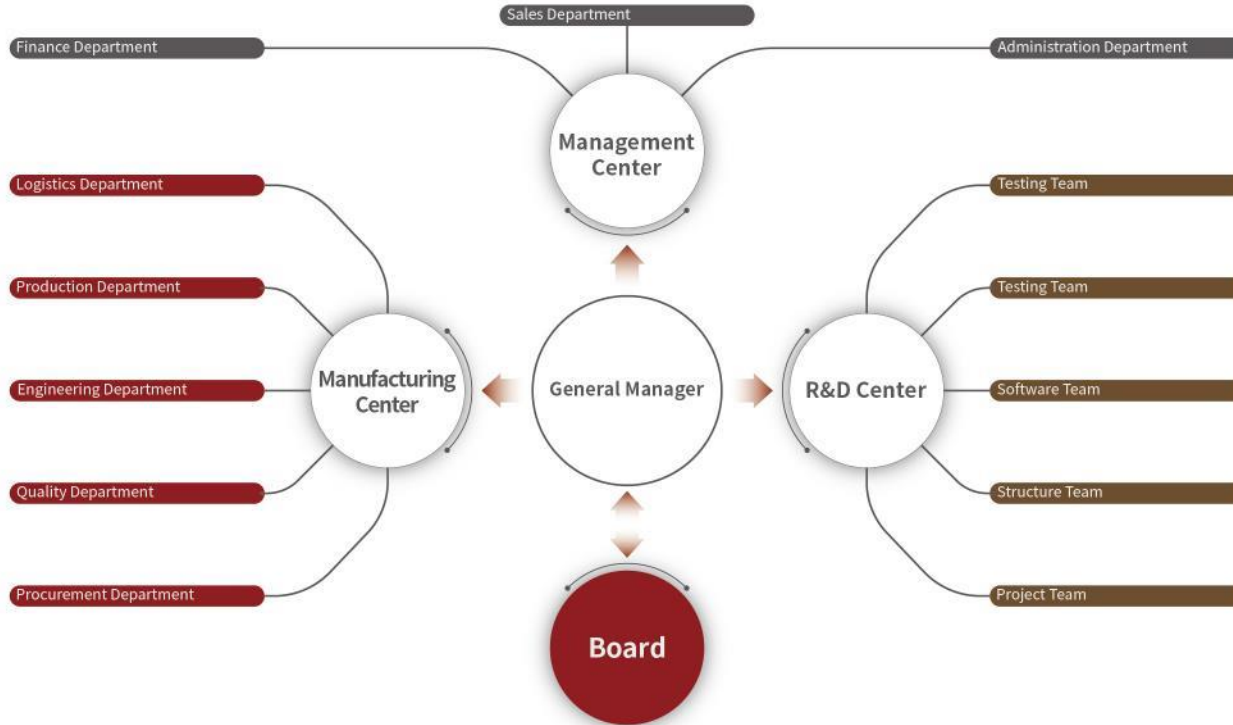 Sales Department
Finance Department
Administration Department
Management
Center
Logistics Department
Testing Team
Production Department
Testing Team
Engineering Department
Manufacturing
Center
General Manager
R&D Center
Software Team
Quality Department
Structure Team
Procurement Department
Project Team
Board